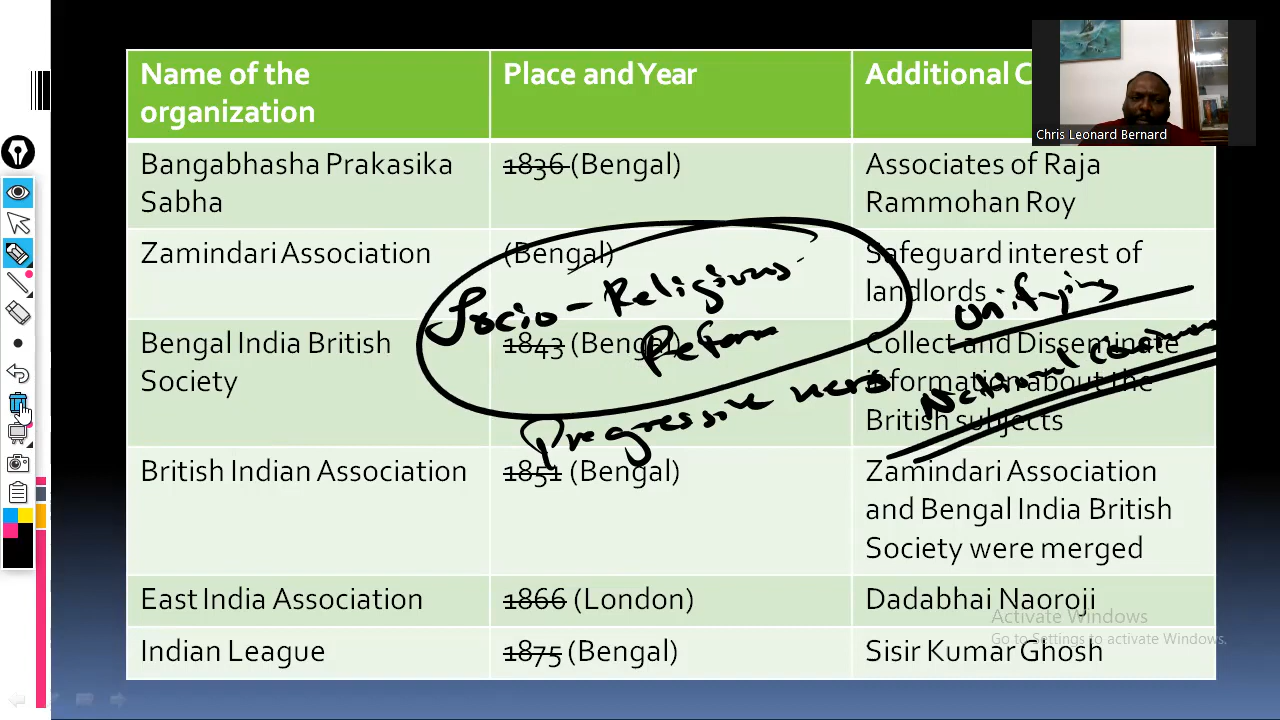 Name of the
organization
Place and Year
Additional C
Chris Leonard Bernard
Bangabhasha Prakasika
Sabha
1836 (Bengal)
Associates of Raja
Rammohan Roy
Zamindari Association
(Bengal)
Safeguard interest of
landlords
Socio - Religious
Reform
Unifying
Bengal India British
Society
1843 (Bengal)
Collect and Disseminate
information about the
British subjects
National
Progressive
British Indian Association
1851 (Bengal)
Zamindari Association
and Bengal India British
Society were merged
East India Association
1866 (London)
Dadabhai Naoroji
Indian League
1875 (Bengal)
Sisir Kumar Ghosh
Activate Windows
Go to Settings to activate Windows.